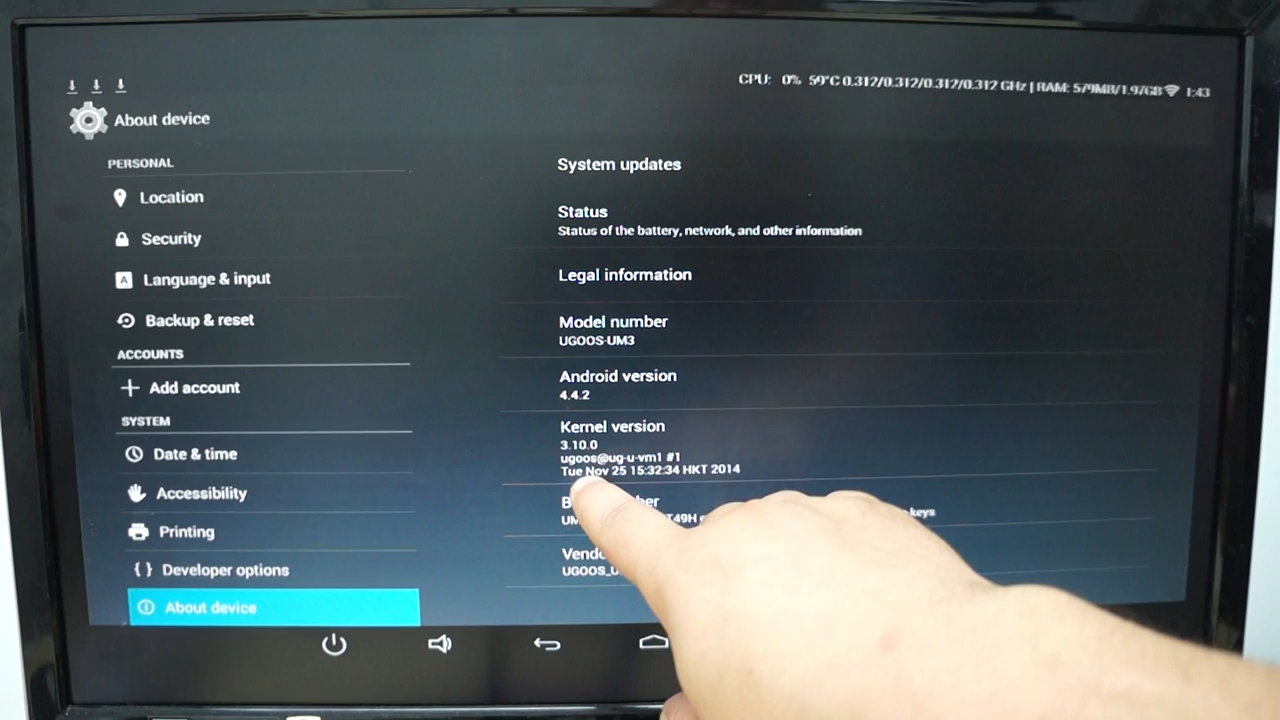 CPU: 0% 59°C 0.312/0.312/0.312/0.312 GHz | RAM: 579MB/1.97GB 1:43
About device
PERSONAL
Location
Security
A Language & input
Backup & reset
ACCOUNTS
Add account
SYSTEM
Date & time
Accessibility
Printing
{ } Developer options
About device
System updates
Status
Status of the battery, network, and other information
Legal information
Model number
UGOOS-UM3
Android version
4.4.2
Kernel version
3.10.0
ugoos@ug-u-vm1 #1
Tue Nov 25 15:32:34 HKT 2014
keys